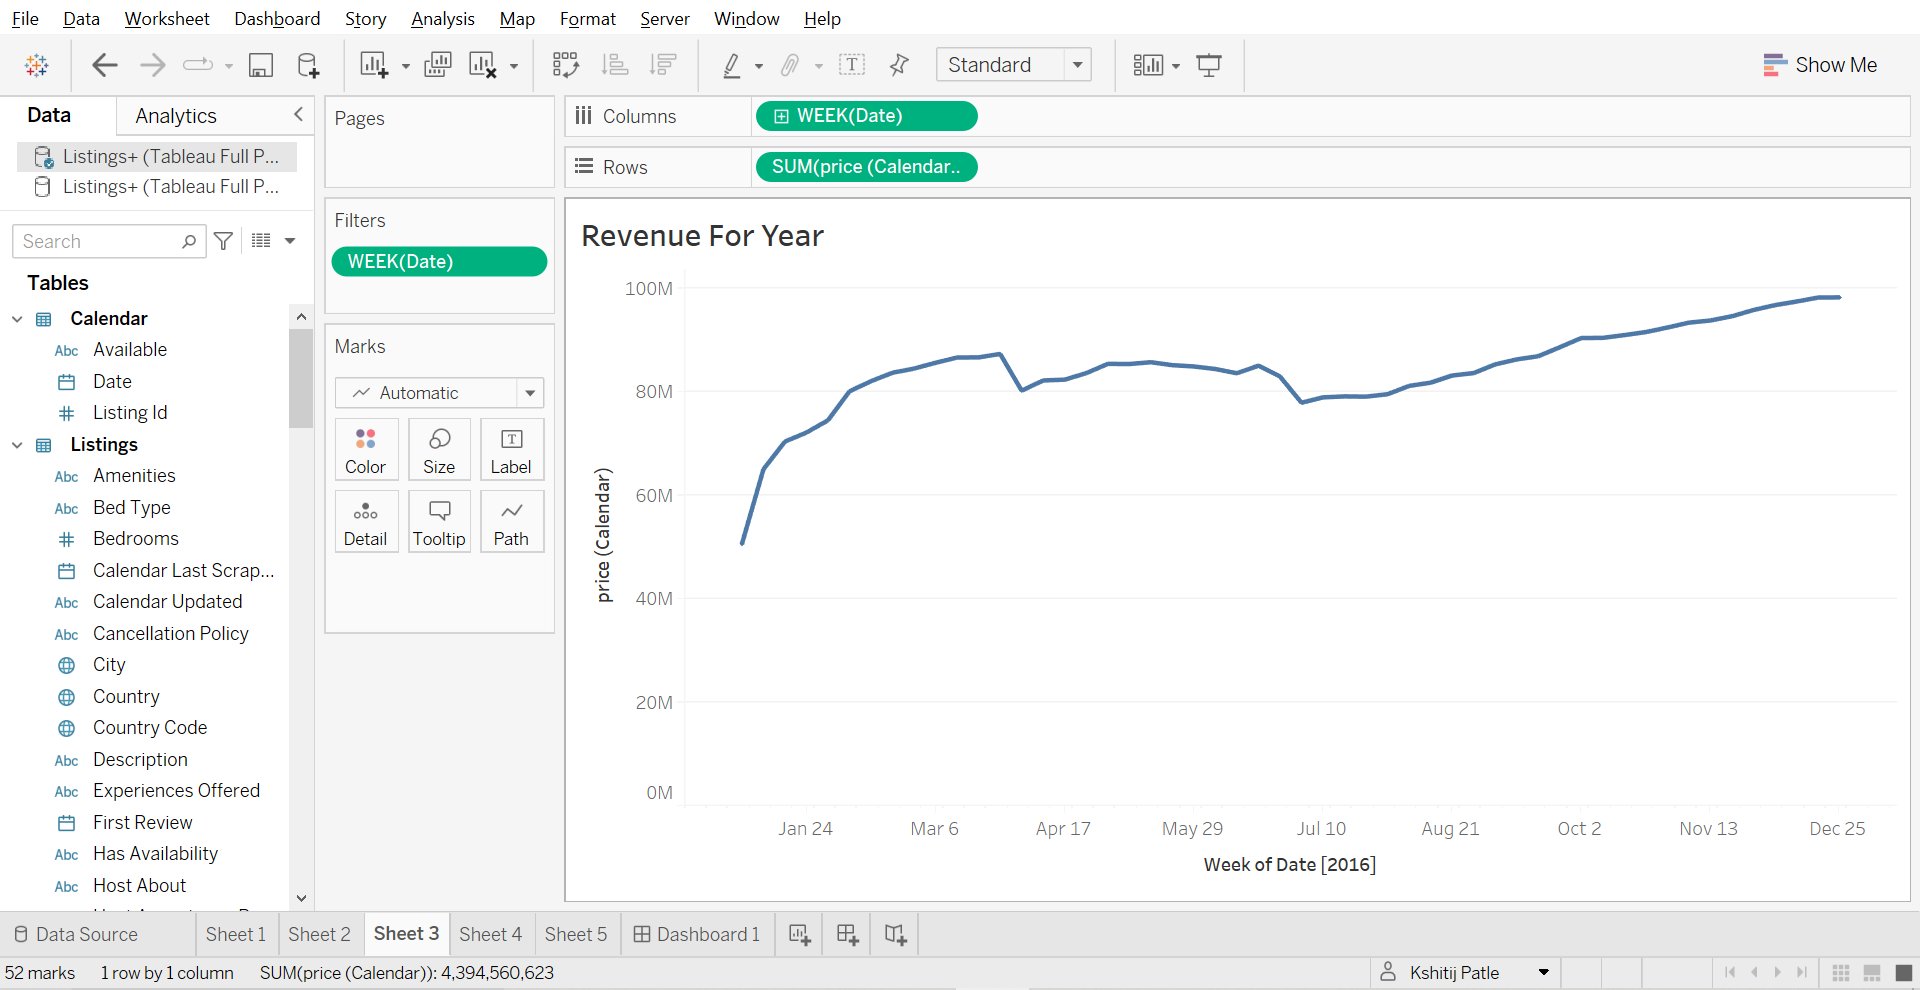 File Data Worksheet Dashboard Story Analysis Map Format Server Window Help
Standard
Show Me
Data Analytics
Listings+ (Tableau Full P...
Listings+ (Tableau Full P...
Search
Tables
Calendar
Abc Available
Date
Listing Id
Listings
Abc Amenities
Abc Bed Type
Bedrooms
Calendar Last Scrap...
Abc Calendar Updated
Abc Cancellation Policy
City
Country
Country Code
Abc Description
Abc Experiences Offered
First Review
Abc Has Availability
Abc Host About
Pages
Filters
WEEK(Date)
Marks
Automatic
Color Size Label
Detail Tooltip Path
Columns WEEK(Date)
Rows SUM(price (Calendar..
Revenue For Year
100M
80M
60M
40M
20M
0M
price (Calendar)
Jan 24 Mar 6 Apr 17 May 29 Jul 10 Aug 21 Oct 2 Nov 13 Dec 25
Week of Date [2016]
Data Source Sheet 1 Sheet 2 Sheet 3 Sheet 4 Sheet 5 Dashboard 1
52 marks 1 row by 1 column SUM(price (Calendar)): 4,394,560,623
Kshitij Patle